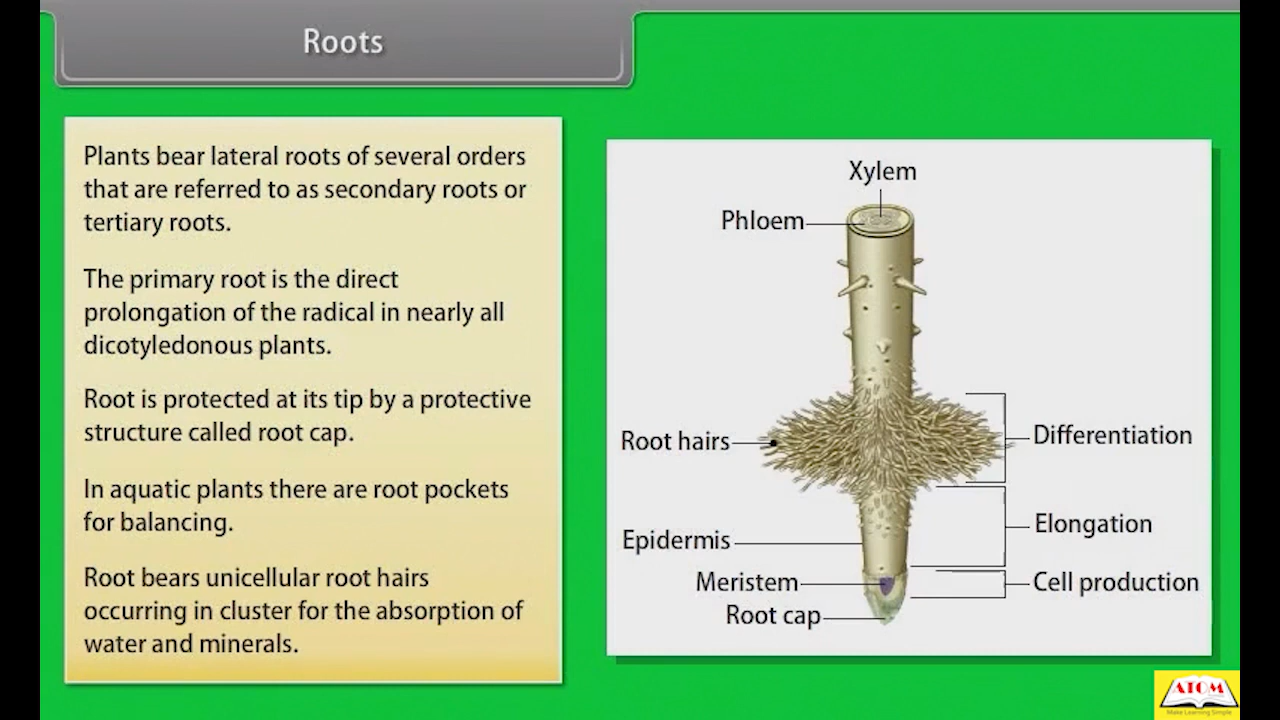 Roots
Plants bear lateral roots of several orders
that are referred to as secondary roots or
tertiary roots.
The primary root is the direct
prolongation of the radical in nearly all
dicotyledonous plants.
Root is protected at its tip by a protective
structure called root cap.
In aquatic plants there are root pockets
for balancing.
Root bears unicellular root hairs
occurring in cluster for the absorption of
water and minerals.
Xylem
Phloem
Root hairs
Differentiation
Elongation
Epidermis
Meristem
Cell production
Root cap
ATOM
Make Learning Simple